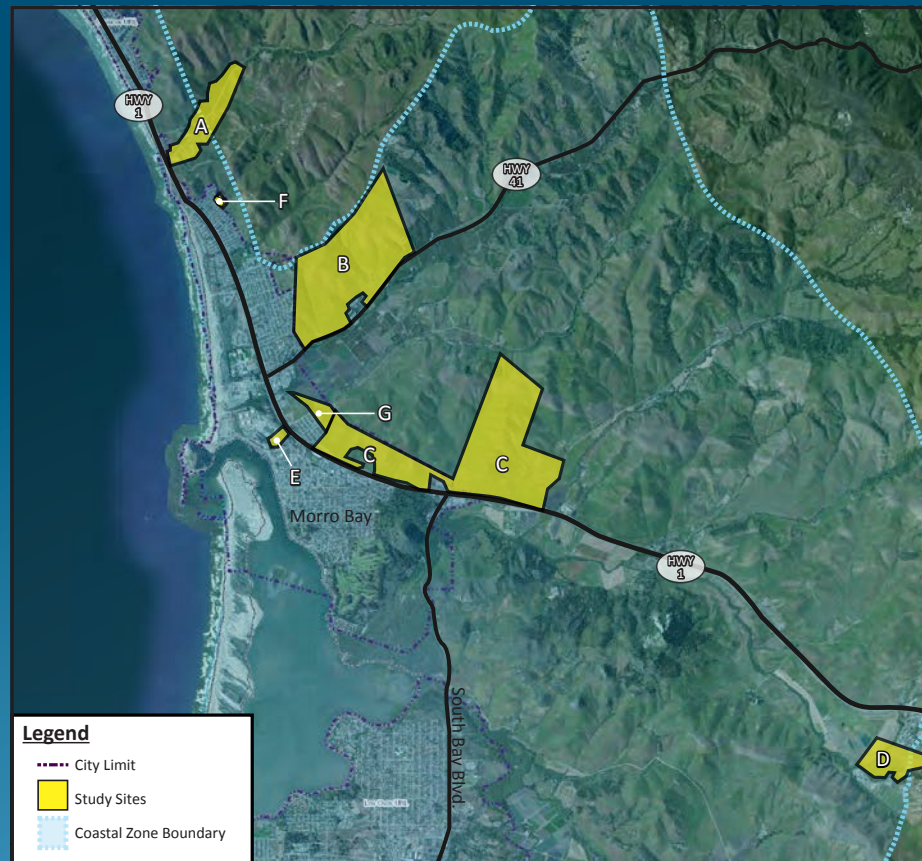 HWY
1
A
F
HWY
41
B
G
C
C
E
Morro Bay
HWY
1
South Bay Blvd.
D
Legend
City Limit
Study Sites
Coastal Zone Boundary